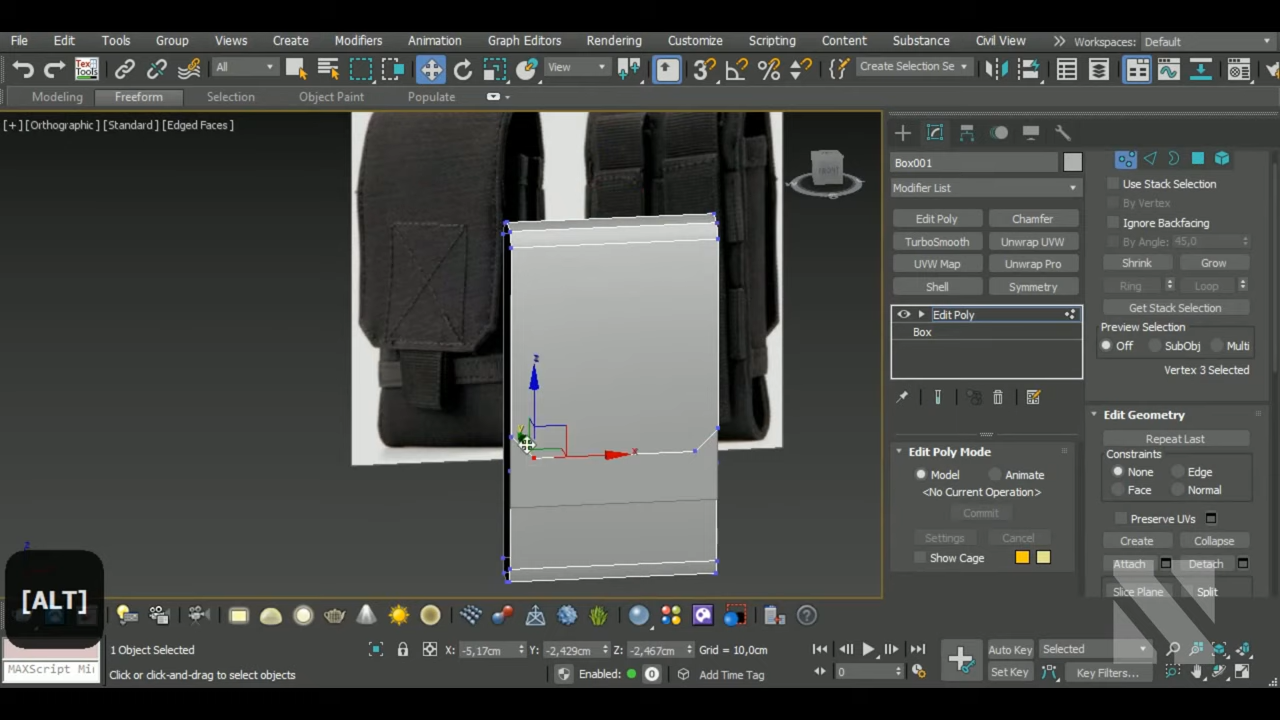 File Edit Tools Group Views Create Modifiers Animation Graph Editors Rendering Customize Scripting Content Substance Civil View Workspaces: Default
Tex Tools All View Create Selection Se
Modeling Freeform Selection Object Paint Populate
[+] [Orthographic] [Standard] [Edged Faces]
Box001
Modifier List
Edit Poly Chamfer
TurboSmooth Unwrap UVW
UVW Map Unwrap Pro
Shell Symmetry
Edit Poly
Box
Edit Poly Mode
Model Animate
<No Current Operation>
Commit
Settings Cancel
Show Cage
Use Stack Selection
By Vertex
Ignore Backfacing
By Angle: 45,0
Shrink Grow
Ring Loop
Get Stack Selection
Preview Selection
Off SubObj Multi
Vertex 3 Selected
Edit Geometry
Repeat Last
Constraints
None Edge
Face Normal
Preserve UVs
Create Collapse
Attach Detach
Slice Plane Split
z
x
y
z
[ALT]
1 Object Selected X: -5,17cm Y: -2,429cm Z: -2,467cm Grid = 10,0cm
MAXScript Mi
Click or click-and-drag to select objects Enabled: 0 Add Time Tag
0
Auto Key Selected
Set Key Key Filters...